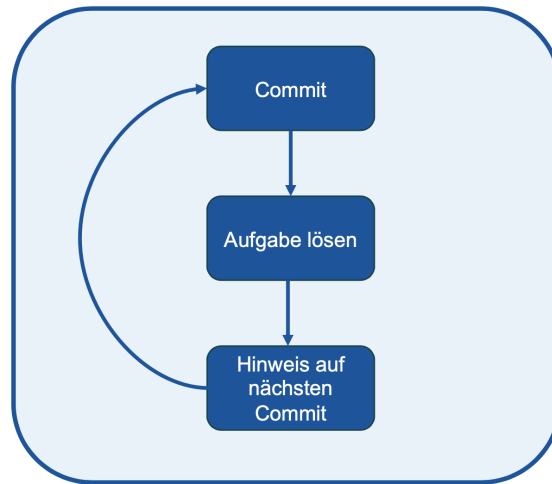 Commit
Aufgabe lösen
Hinweis auf
nächsten
Commit